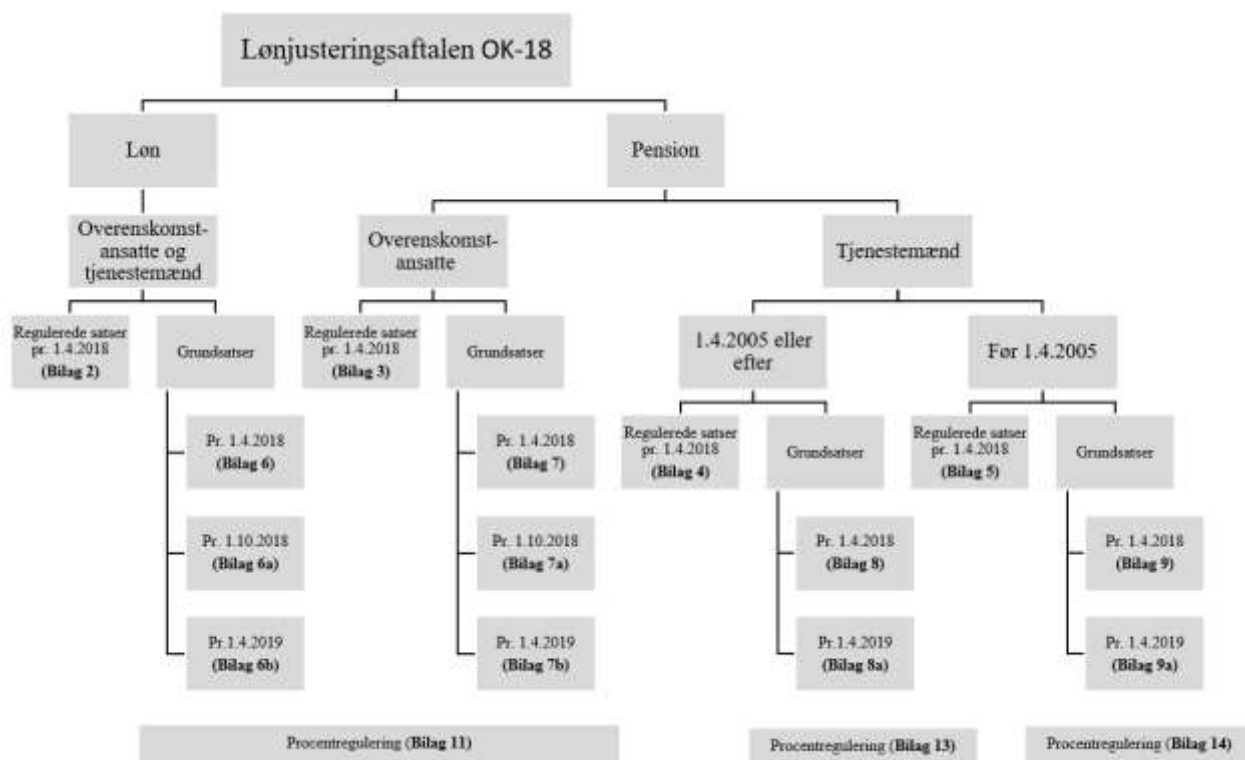 Lønjusteringsaftalen OK-18
Løn
Pension
Overenskomst-
ansatte og
tjenestemænd
Overenskomst-
ansatte
Tjenestemænd
Regulerede satser
pr. 1.4.2018
(Bilag 2)
Grundsatser
Regulerede satser
pr. 1.4.2018
(Bilag 3)
Grundsatser
1.4.2005 eller
efter
Før 1.4.2005
Regulerede satser
pr. 1.4.2018
(Bilag 4)
Grundsatser
Regulerede satser
pr. 1.4.2018
(Bilag 5)
Grundsatser
Pr. 1.4.2018
(Bilag 6)
Pr. 1.4.2018
(Bilag 7)
Pr. 1.10.2018
(Bilag 6a)
Pr. 1.10.2018
(Bilag 7a)
Pr. 1.4.2018
(Bilag 8)
Pr. 1.4.2018
(Bilag 9)
Pr.1.4.2019
(Bilag 6b)
Pr. 1.4.2019
(Bilag 7b)
Pr.1.4.2019
(Bilag 8a)
Pr. 1.4.2019
(Bilag 9a)
Procentregulering (Bilag 11)
Procentregulering (Bilag 13)
Procentregulering (Bilag 14)